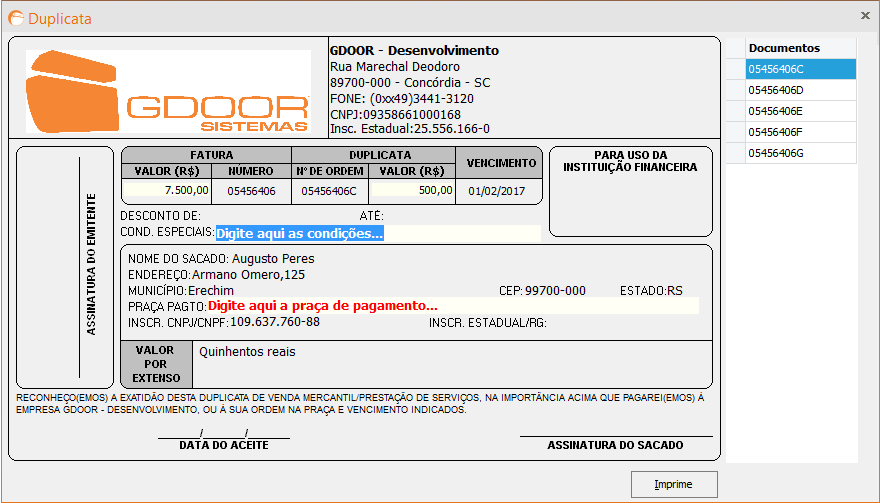 Duplicata
GDOOR
SISTEMAS
GDOOR - Desenvolvimento
Rua Marechal Deodoro
89700-000 - Concórdia - SC
FONE: (0xx49)3441-3120
CNPJ:09358661000168
Insc. Estadual:25.556.166-0
ASSINATURA DO EMITENTE
FATURA DUPLICATA VENCIMENTO
VALOR (R$) NÚMERO Nº DE ORDEM VALOR (R$)
7.500,00 05456406 05456406C 500,00 01/02/2017
PARA USO DA
INSTITUIÇÃO FINANCEIRA
DESCONTO DE: ATÉ:
COND. ESPECIAIS: Digite aqui as condições...
NOME DO SACADO: Augusto Peres
ENDEREÇO: Armano Omero,125
MUNICÍPIO: Erechim CEP: 99700-000 ESTADO: RS
PRAÇA PAGTO: Digite aqui a praça de pagamento...
INSCR. CNPJ/CNPF: 109.637.760-88 INSCR. ESTADUAL/RG:
VALOR
POR
EXTENSO
Quinhentos reais
RECONHEÇO(EMOS) A EXATIDÃO DESTA DUPLICATA DE VENDA MERCANTIL/PRESTAÇÃO DE SERVIÇOS, NA IMPORTÂNCIA ACIMA QUE PAGAREI(EMOS) À
EMPRESA GDOOR - DESENVOLVIMENTO, OU À SUA ORDEM NA PRAÇA E VENCIMENTO INDICADOS.
______/______/______
DATA DO ACEITE
ASSINATURA DO SACADO
Documentos
05456406C
05456406D
05456406E
05456406F
05456406G
Imprime